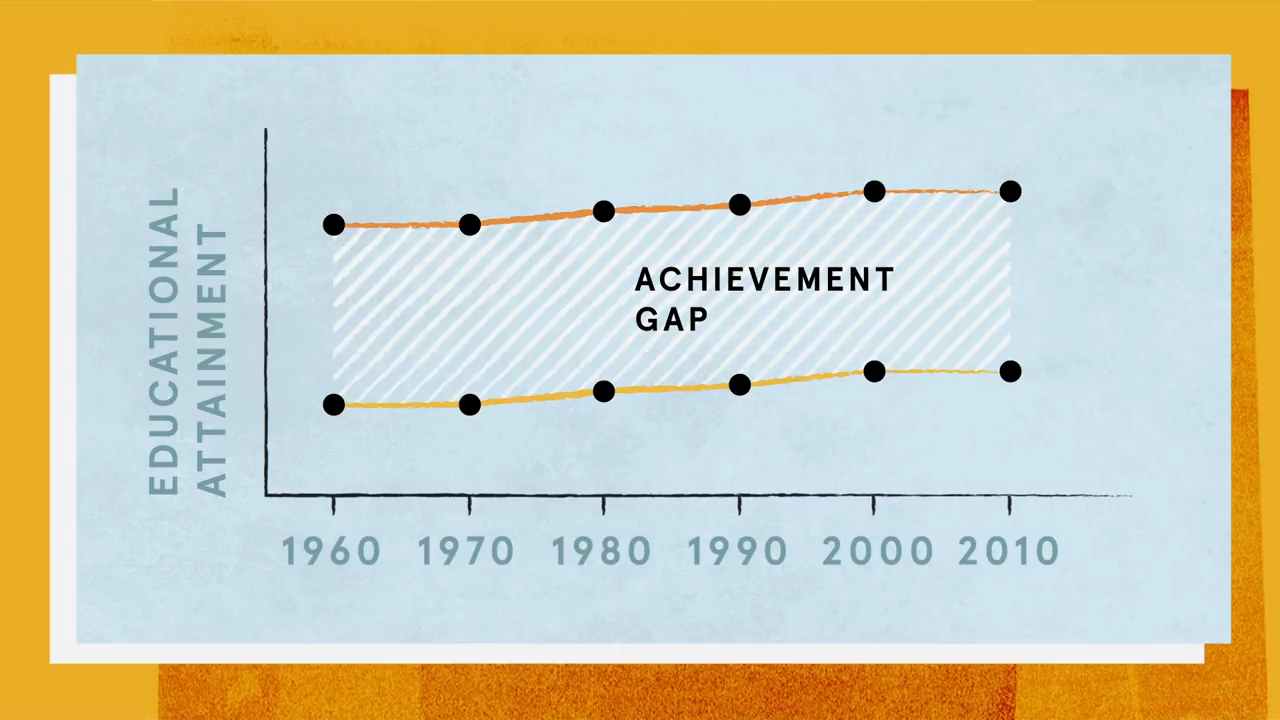 EDUCATIONAL
ATTAINMENT
ACHIEVEMENT
GAP
1960 1970 1980 1990 2000 2010